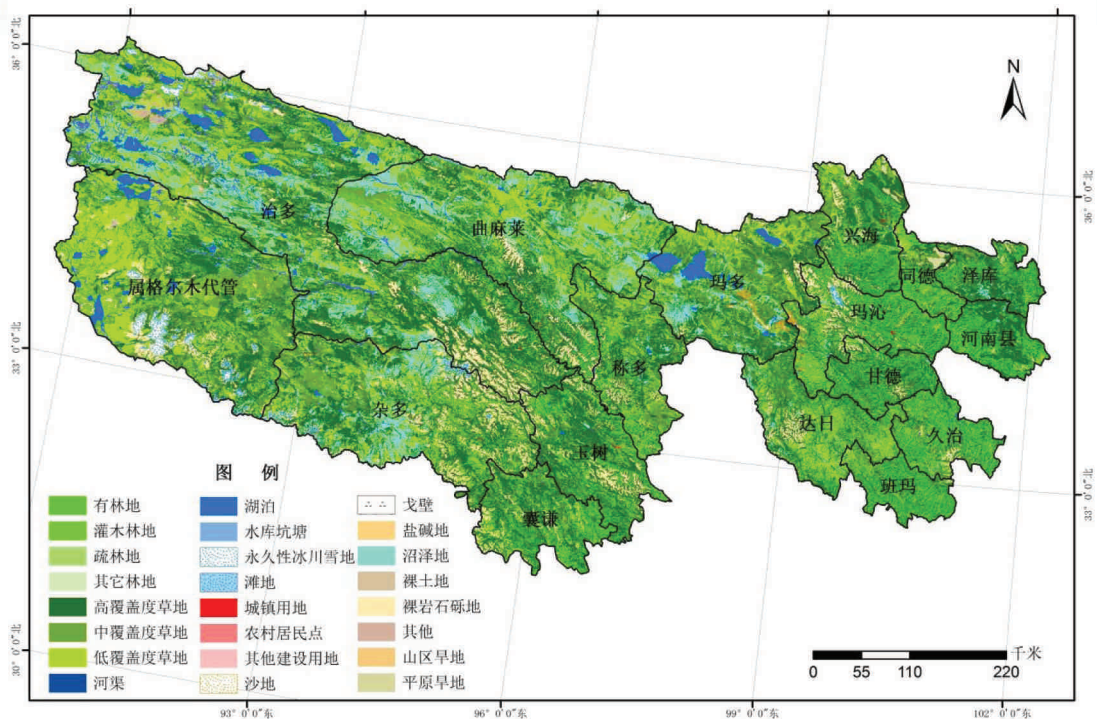 N
36° 0′ 0″北
36° 0′ 0″北
33° 0′ 0″北
33° 0′ 0″北
30° 0′ 0″北
93° 0′ 0″东
96° 0′ 0″东
99° 0′ 0″东
102° 0′ 0″东
治多
曲麻莱
兴海
同德
泽库
属格尔木代管
玛多
玛沁
河南县
称多
甘德
杂多
达日
久治
玉树
班玛
囊谦
图 例
有林地
灌木林地
疏林地
其它林地
高覆盖度草地
中覆盖度草地
低覆盖度草地
河渠
湖泊
水库坑塘
永久性冰川雪地
滩地
城镇用地
农村居民点
其他建设用地
沙地
戈壁
盐碱地
沼泽地
裸土地
裸岩石砾地
其他
山区旱地
平原旱地
千米
0 55 110 220